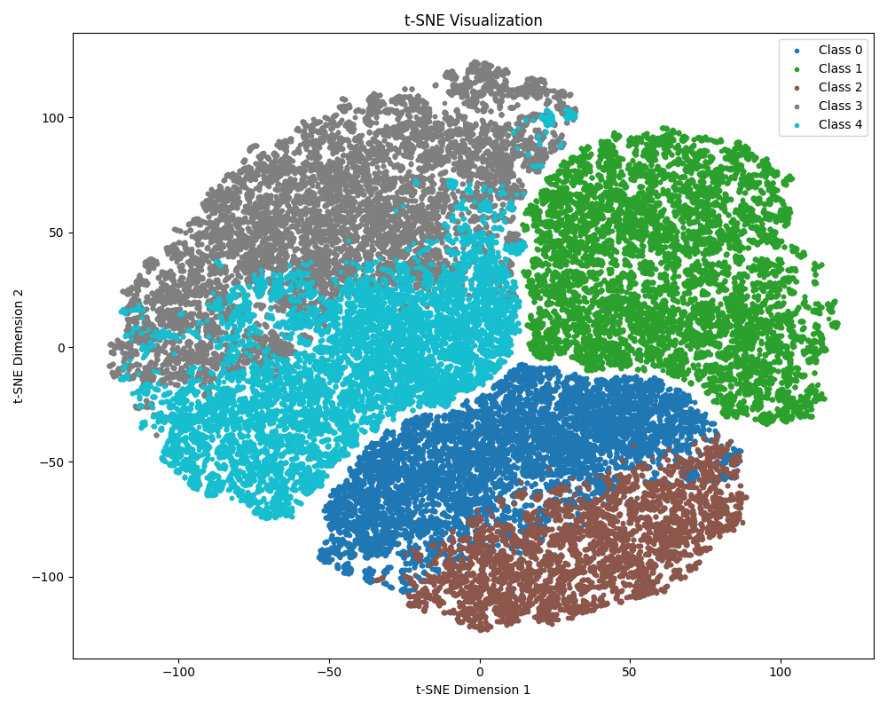 t-SNE Visualization
Class 0
Class 1
Class 2
Class 3
Class 4
100
50
0
−50
−100
t-SNE Dimension 2
−100
−50
0
50
100
t-SNE Dimension 1